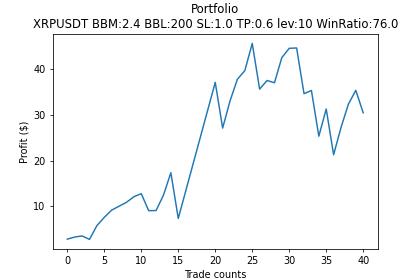 Portfolio
XRPUSDT BBM:2.4 BBL:200 SL:1.0 TP:0.6 lev:10 WinRatio:76.0
40
30
20
10
Profit ($)
0 5 10 15 20 25 30 35 40
Trade counts